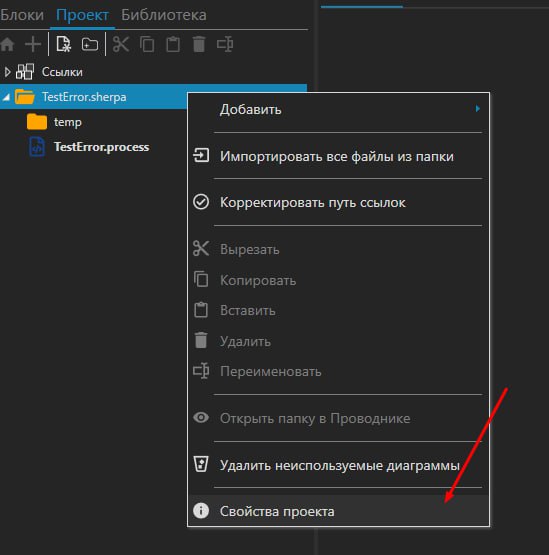 Блоки Проект Библиотека
Ссылки
TestError.sherpa
temp
TestError.process
Добавить
Импортировать все файлы из папки
Корректировать путь ссылок
Вырезать
Копировать
Вставить
Удалить
Переименовать
Открыть папку в Проводнике
Удалить неиспользуемые диаграммы
Свойства проекта